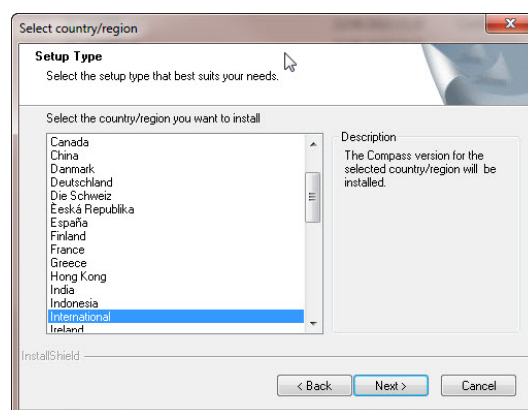 Select country/region
Setup Type
Select the setup type that best suits your needs.
Select the country/region you want to install
Canada
China
Danmark
Deutschland
Die Schweiz
Èeská Republika
España
Finland
France
Greece
Hong Kong
India
Indonesia
International
Ireland
Description
The Compass version for the
selected country/region will be
installed.
InstallShield
< Back
Next >
Cancel